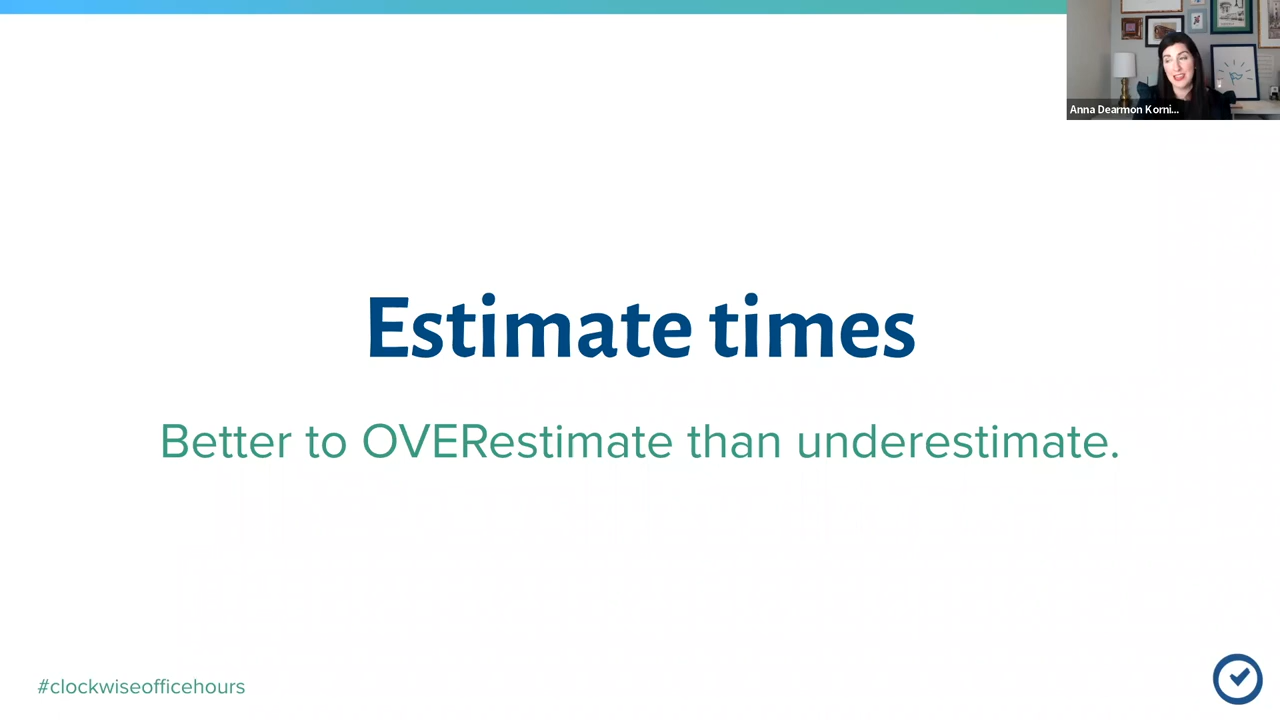 Anna Dearmon Korni...
Estimate times
Better to OVERestimate than underestimate.
#clockwiseofficehours